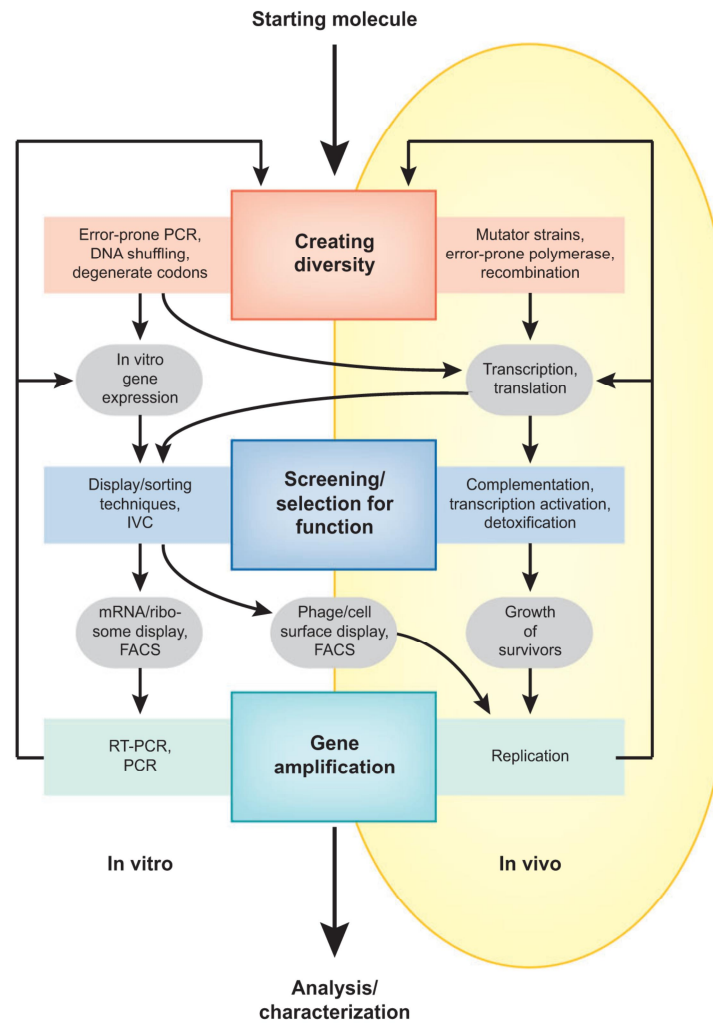 Starting molecule
Error-prone PCR,
DNA shuffling,
degenerate codons
Creating
diversity
Mutator strains,
error-prone polymerase,
recombination
In vitro
gene
expression
Transcription,
translation
Display/sorting
techniques,
IVC
Screening/
selection for
function
Complementation,
transcription activation,
detoxification
mRNA/ribo-
some display,
FACS
Phage/cell
surface display,
FACS
Growth
of
survivors
RT-PCR,
PCR
Gene
amplification
Replication
In vitro
In vivo
Analysis/
characterization